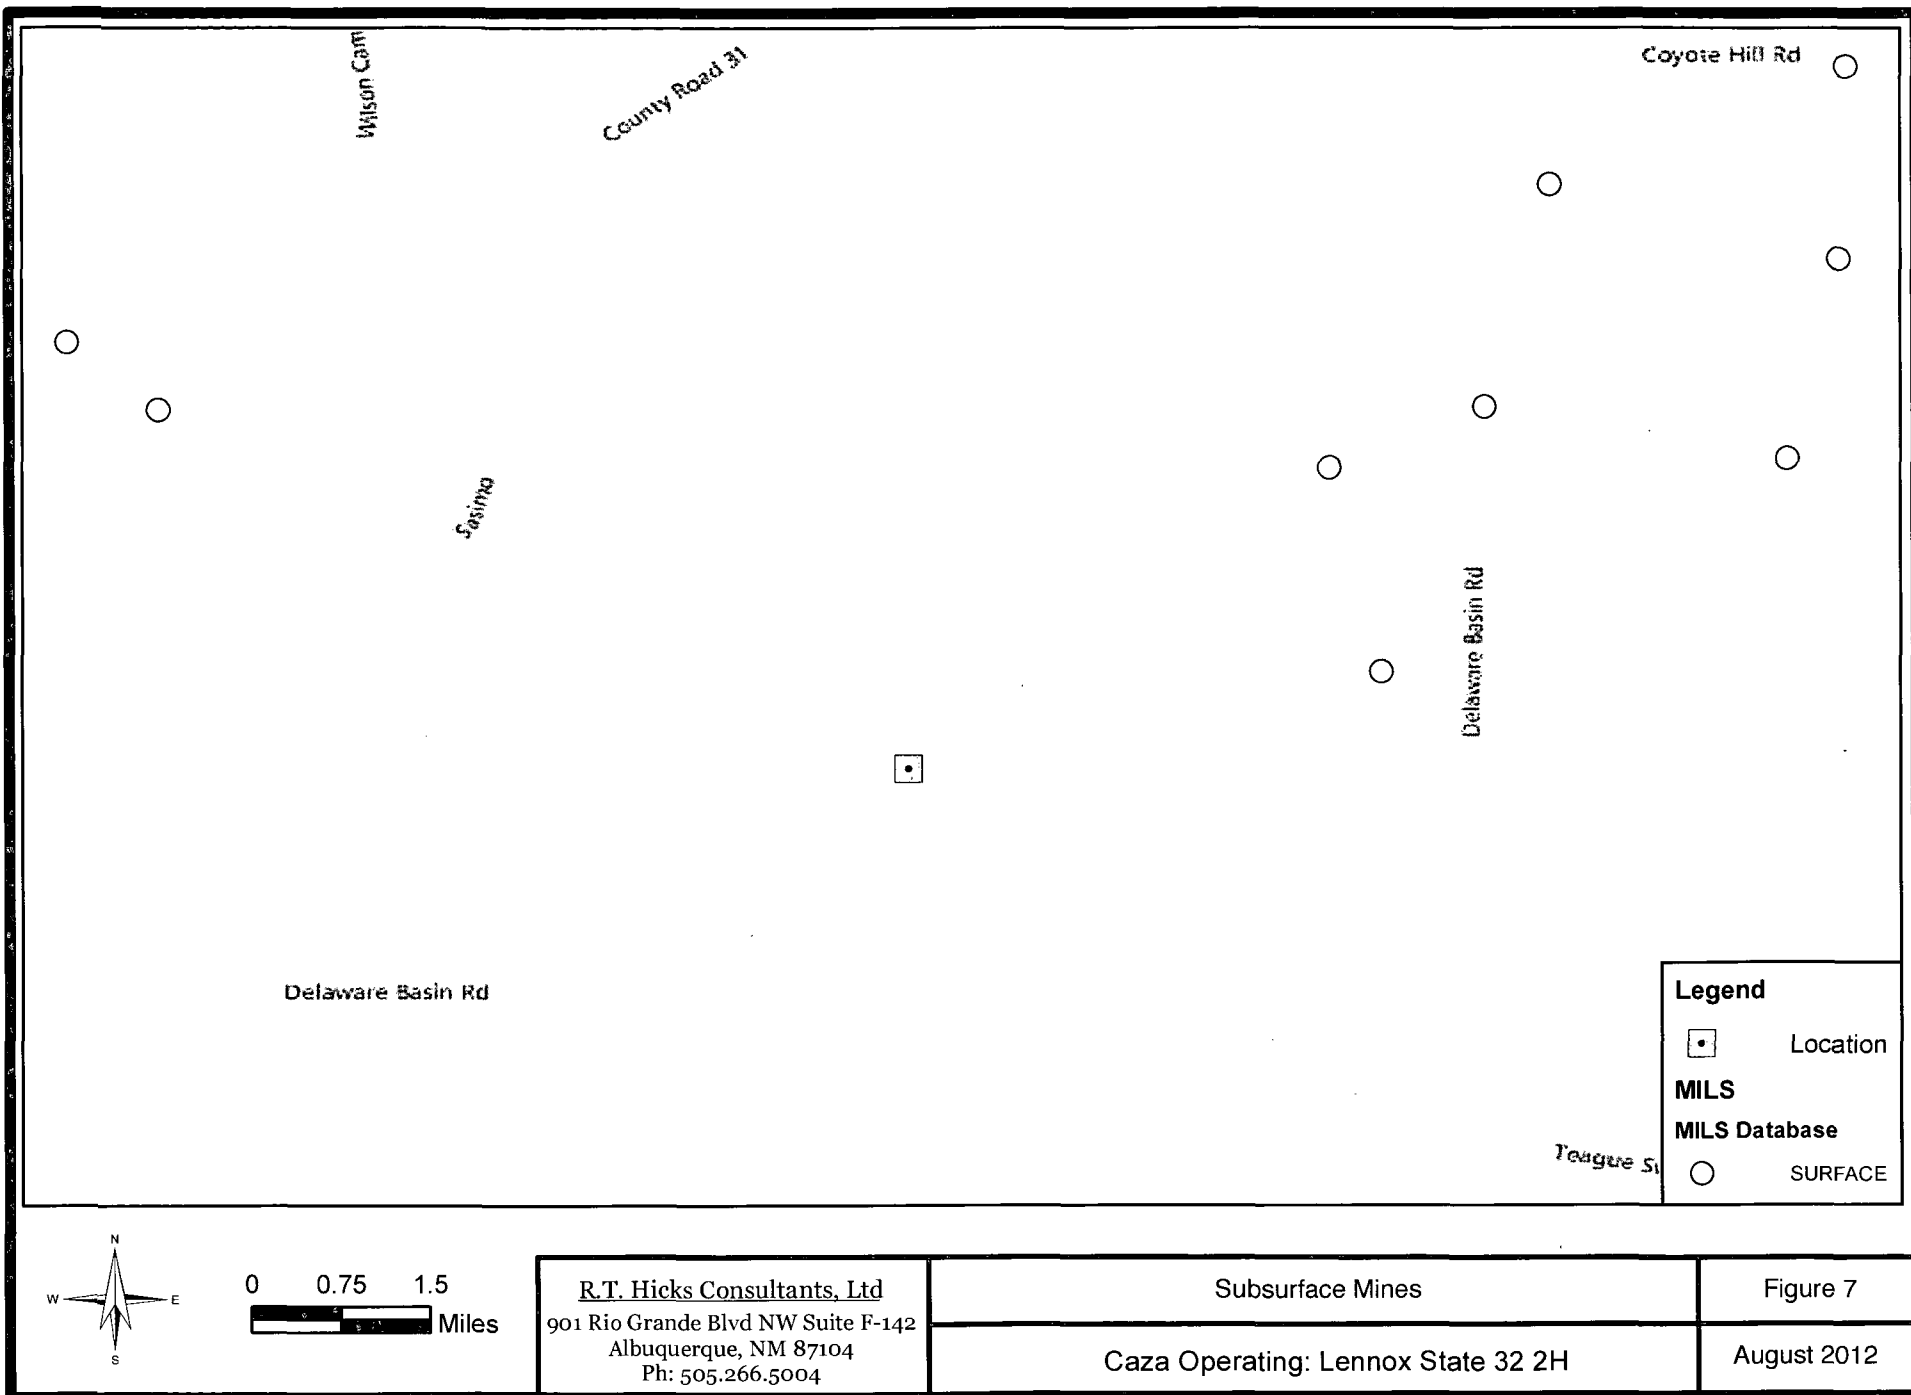 Wilson Cam
County Road 31
Coyote Hill Rd
Sosimo
Delaware Basin Rd
Delaware Basin Rd
Legend
Location
MILS
MILS Database
SURFACE
Teague S
N
W E
S
0 0.75 1.5
Miles
R.T. Hicks Consultants, Ltd
901 Rio Grande Blvd NW Suite F-142
Albuquerque, NM 87104
Ph: 505.266.5004
Subsurface Mines
Caza Operating: Lennox State 32 2H
Figure 7
August 2012